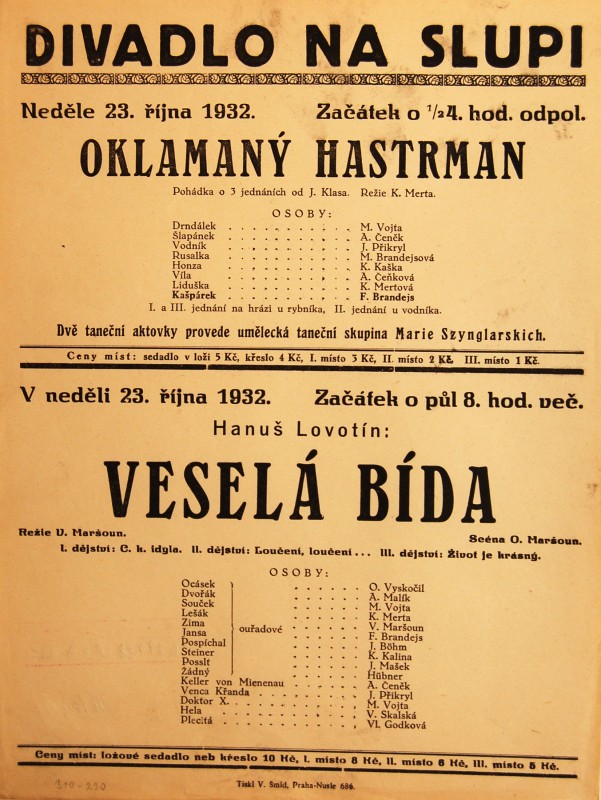 DIVADLO NA SLUPI
Neděle 23. října 1932. Začátek o 1/24. hod. odpol.
OKLAMANÝ HASTRMAN
Pohádka o 3 jednáních od J. Klasa. Režie K. Merta.
OSOBY:
Drndálek . . . . . . . . . . M. Vojta
Šlapánek . . . . . . . . . . A. Čeněk
Vodník . . . . . . . . . . J. Přikryl
Rusalka . . . . . . . . . . M. Brandejsová
Honza . . . . . . . . . . K. Kaška
Víla . . . . . . . . . . A. Čeňková
Liduška . . . . . . . . . . K. Mertová
Kašpárek . . . . . . . . . . F. Brandejs
I. a III. jednání na hrázi u rybníka, II. jednání u vodníka.
Dvě taneční aktovky provede umělecká taneční skupina Marie Szynglarskich.
Ceny míst: sedadlo v loži 5 Kč, křeslo 4 Kč, I. místo 3 Kč, II. místo 2 Kč. III. místo 1 Kč.
V neděli 23. října 1932. Začátek o půl 8. hod. več.
Hanuš Lovotín:
VESELÁ BÍDA
Režie V. Maršoun. Scéna O. Maršoun.
I. dějství: C. k. idyla. II. dějství: Loučení, loučení . . . III. dějství: Život je krásný.
OSOBY:
Ocásek . . . . . . O. Vyskočil
Dvořák . . . . . . A. Malík
Souček . . . . . . M. Vojta
Lešák . . . . . . K. Merta
Zima ouřadové . . . . . . V. Maršoun
Jansa . . . . . . F. Brandejs
Pospíchal . . . . . . J. Böhm
Steiner . . . . . . K. Kalina
Posslt . . . . . . J. Mašek
Žádný . . . . . . Hübner
Keller von Mienenau . . . . . . A. Čeněk
Venca Křanda . . . . . . J. Přikryl
Doktor X. . . . . . . M. Vojta
Hela . . . . . . V. Skalská
Plecitá . . . . . . Vl. Godková
Ceny míst: ložové sedadlo neb křeslo 10 Kč, I. místo 8 Kč, II. místo 6 Kč, III. místo 5 Kč.
Tiskl V. Šmíd, Praha-Nusle 686.